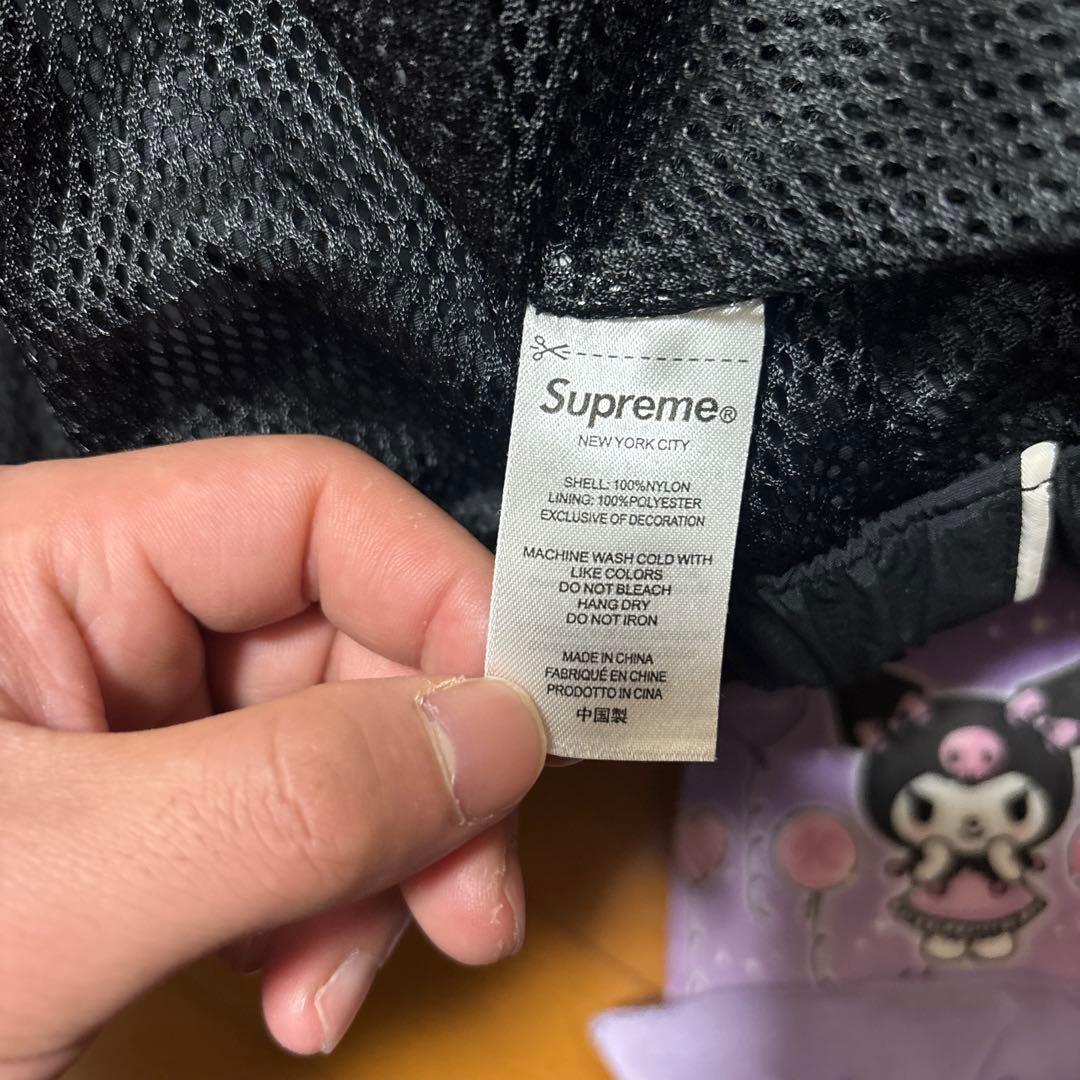 Supreme®
NEW YORK CITY
SHELL: 100%NYLON
LINING: 100%POLYESTER
EXCLUSIVE OF DECORATION
MACHINE WASH COLD WITH
LIKE COLORS
DO NOT BLEACH
HANG DRY
DO NOT IRON
MADE IN CHINA
FABRIQUÉ EN CHINE
PRODOTTO IN CINA
中国製